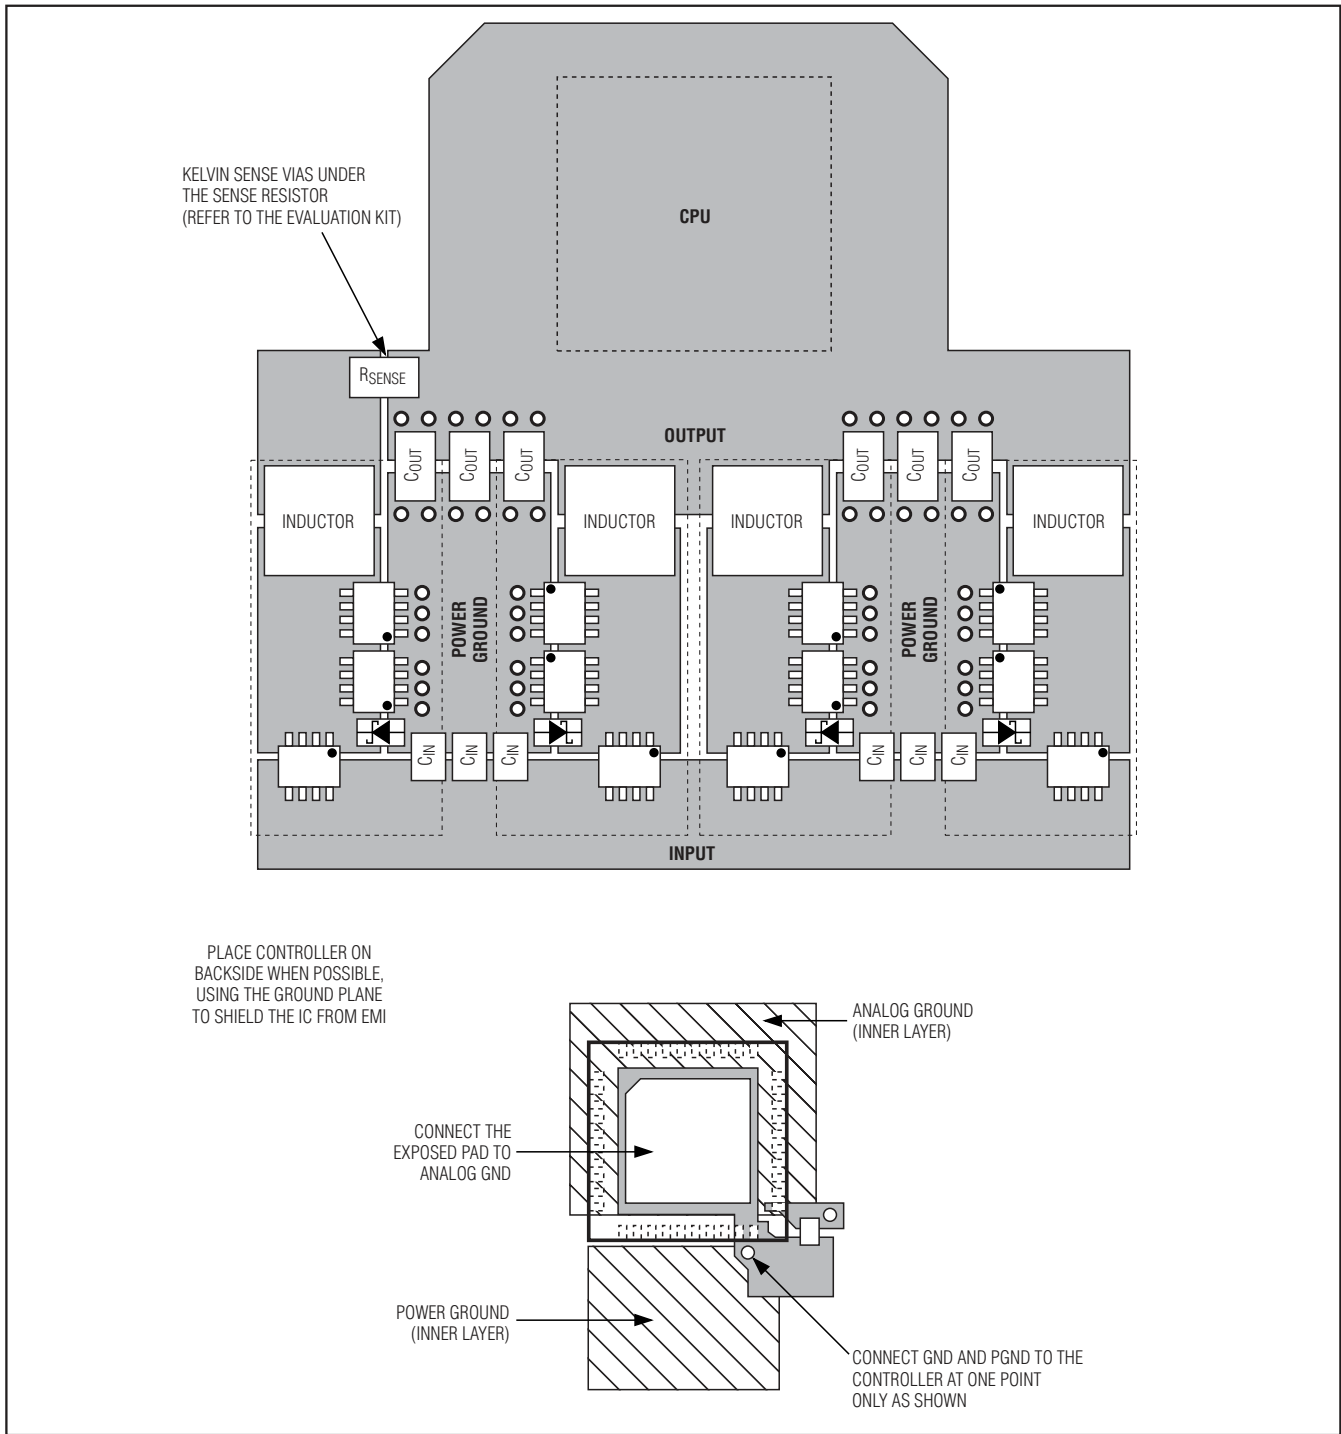 CPU
KELVIN SENSE VIAS UNDER
THE SENSE RESISTOR
(REFER TO THE EVALUATION KIT)
RSENSE
OUTPUT
COUT
COUT
COUT
COUT
COUT
COUT
INDUCTOR
INDUCTOR
INDUCTOR
INDUCTOR
POWER
GROUND
POWER
GROUND
CIN
CIN
CIN
CIN
CIN
CIN
INPUT
PLACE CONTROLLER ON
BACKSIDE WHEN POSSIBLE,
USING THE GROUND PLANE
TO SHIELD THE IC FROM EMI
ANALOG GROUND
(INNER LAYER)
CONNECT THE
EXPOSED PAD TO
ANALOG GND
POWER GROUND
(INNER LAYER)
CONNECT GND AND PGND TO THE
CONTROLLER AT ONE POINT
ONLY AS SHOWN